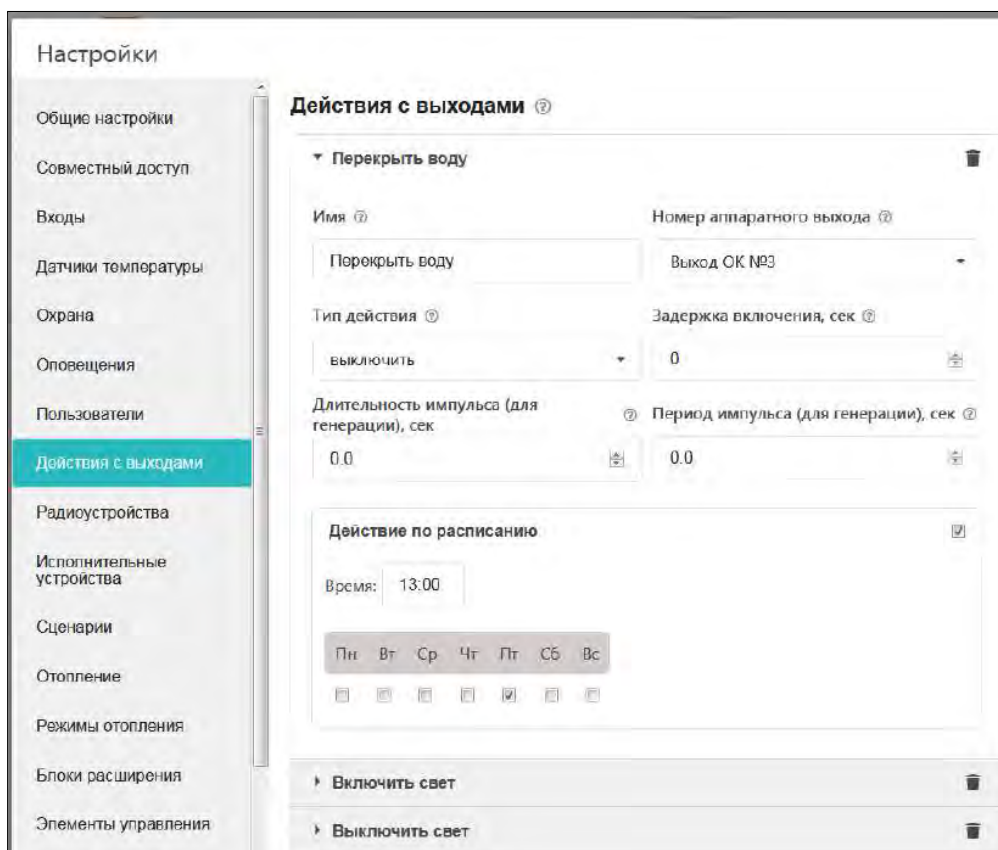 Настройки
Общие настройки
Совместный доступ
Входы
Датчики температуры
Охрана
Оповещения
Пользователи
Действия с выходами
Радиоустройства
Исполнительные
устройства
Сценарии
Отопление
Режимы отопления
Блоки расширения
Элементы управления
Действия с выходами ?
Перекрыть воду
Имя ?
Номер аппаратного выхода ?
Перекрыть воду
Выход ОК №3
Тип действия ?
Задержка включения, сек ?
выключить
0
Длительность импульса (для
генерации), сек ?
Период импульса (для генерации), сек ?
0.0
0.0
Действие по расписанию
Время: 13:00
Пн Вт Ср Чт Пт Сб Вс
Включить свет
Выключить свет